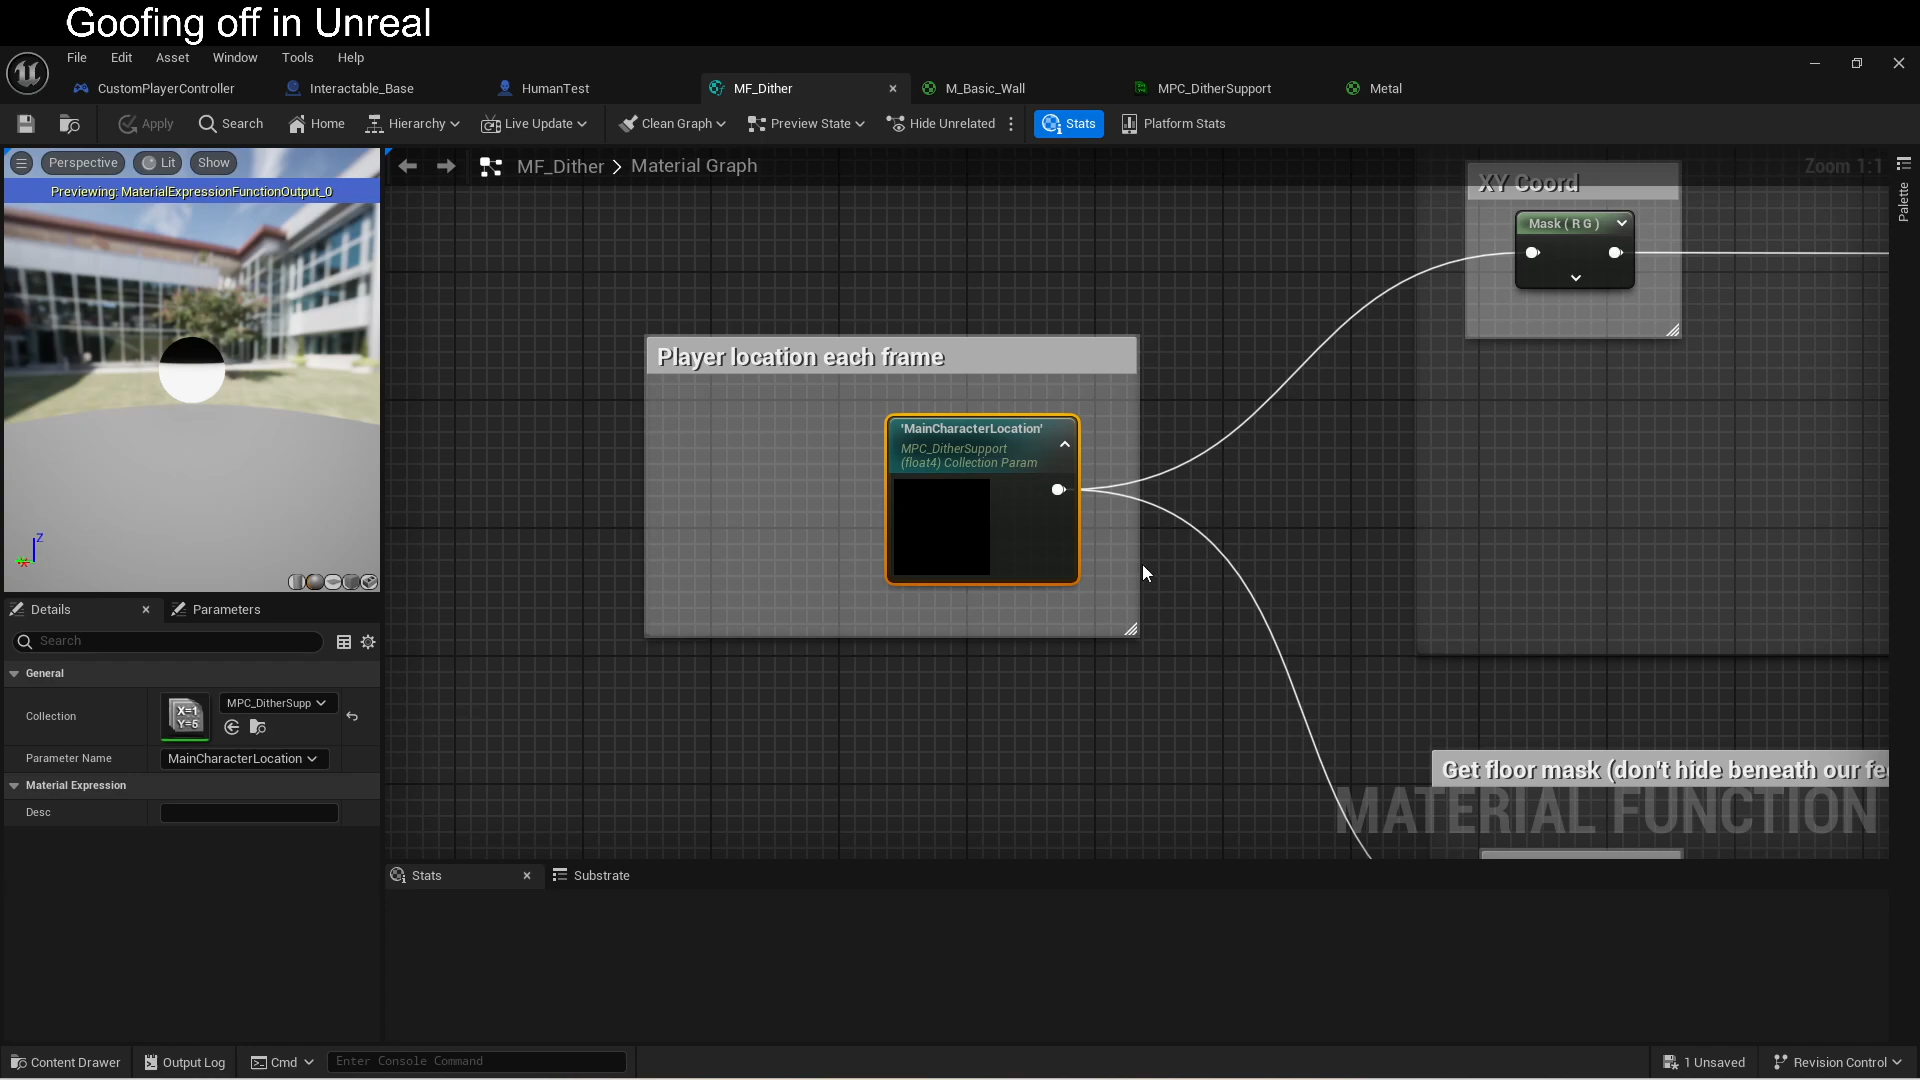 Goofing off in Unreal
File Edit Asset Window Tools Help
CustomPlayerController Interactable_Base HumanTest MF_Dither M_Basic_Wall MPC_DitherSupport Metal
Apply Search Home Hierarchy Live Update Clean Graph Preview State Hide Unrelated Stats Platform Stats
Perspective Lit Show
MF_Dither > Material Graph
Zoom 1:1
Palette
Previewing: MaterialExpressionFunctionOutput_0
XY Coord
Mask ( R G )
Player location each frame
'MainCharacterLocation'
MPC_DitherSupport
(float4) Collection Param
Z
Details Parameters
Search
General
Collection
X=1
Y=5
MPC_DitherSupp
Parameter Name MainCharacterLocation
Material Expression
Desc
Get floor mask (don't hide beneath our fe
MATERIAL FUNCTION
Stats Substrate
Content Drawer Output Log Cmd Enter Console Command 1 Unsaved Revision Control